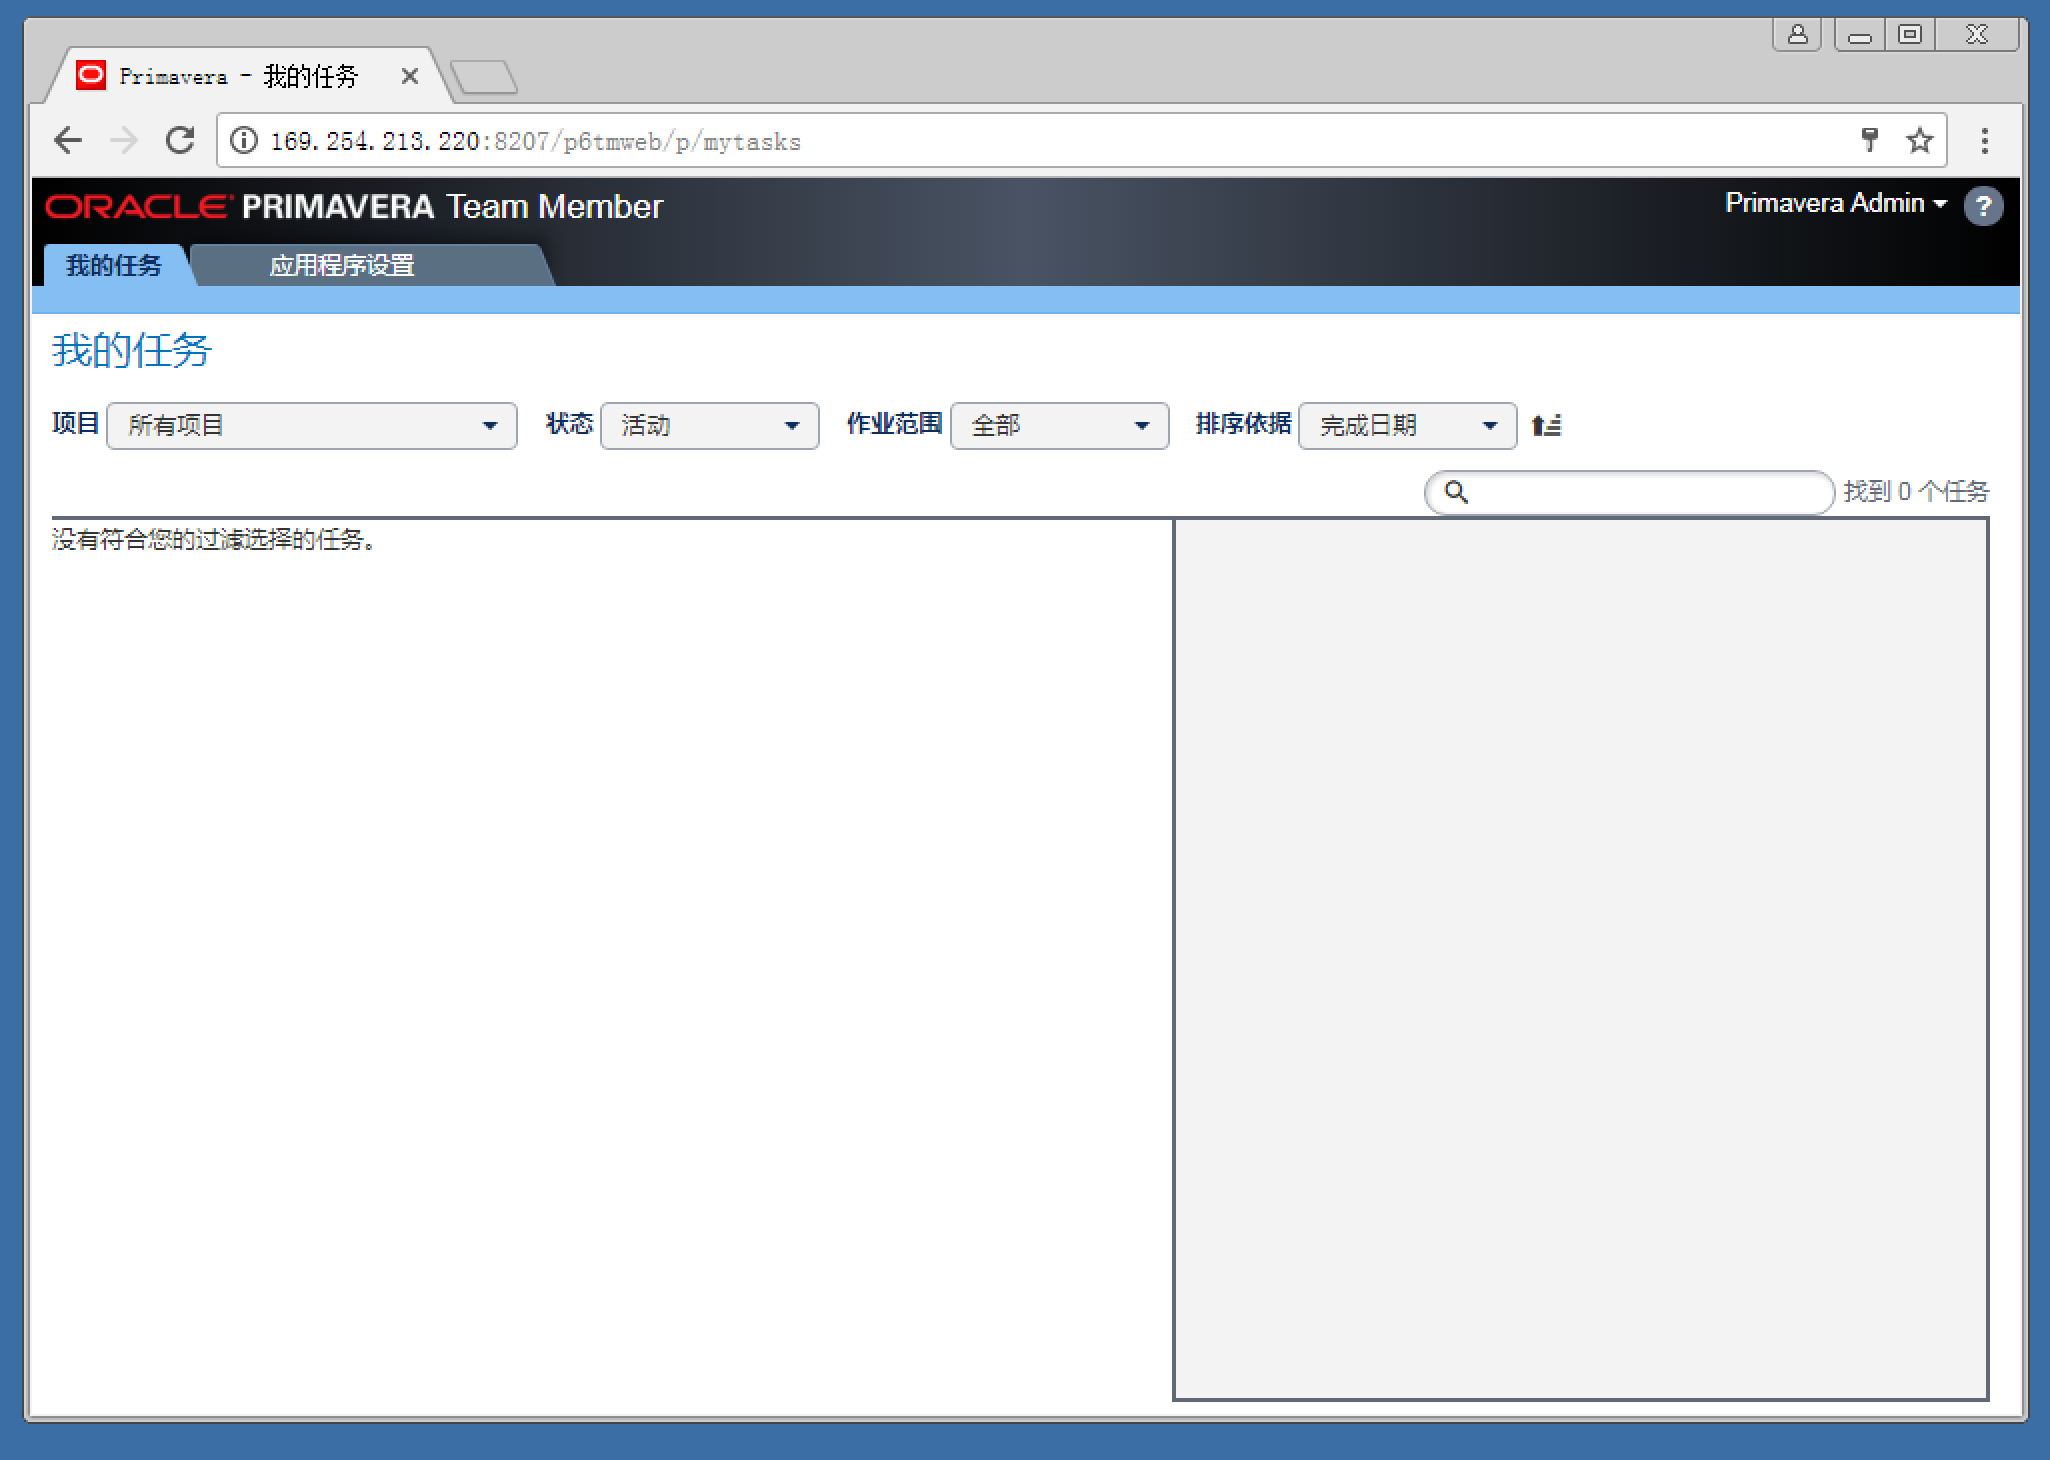 Primavera - 我的任务
169.254.213.220:8207/p6tmweb/p/mytasks
ORACLE PRIMAVERA Team Member
Primavera Admin
?
我的任务
应用程序设置
我的任务
项目 所有项目 状态 活动 作业范围 全部 排序依据 完成日期
找到 0 个任务
没有符合您的过滤选择的任务。